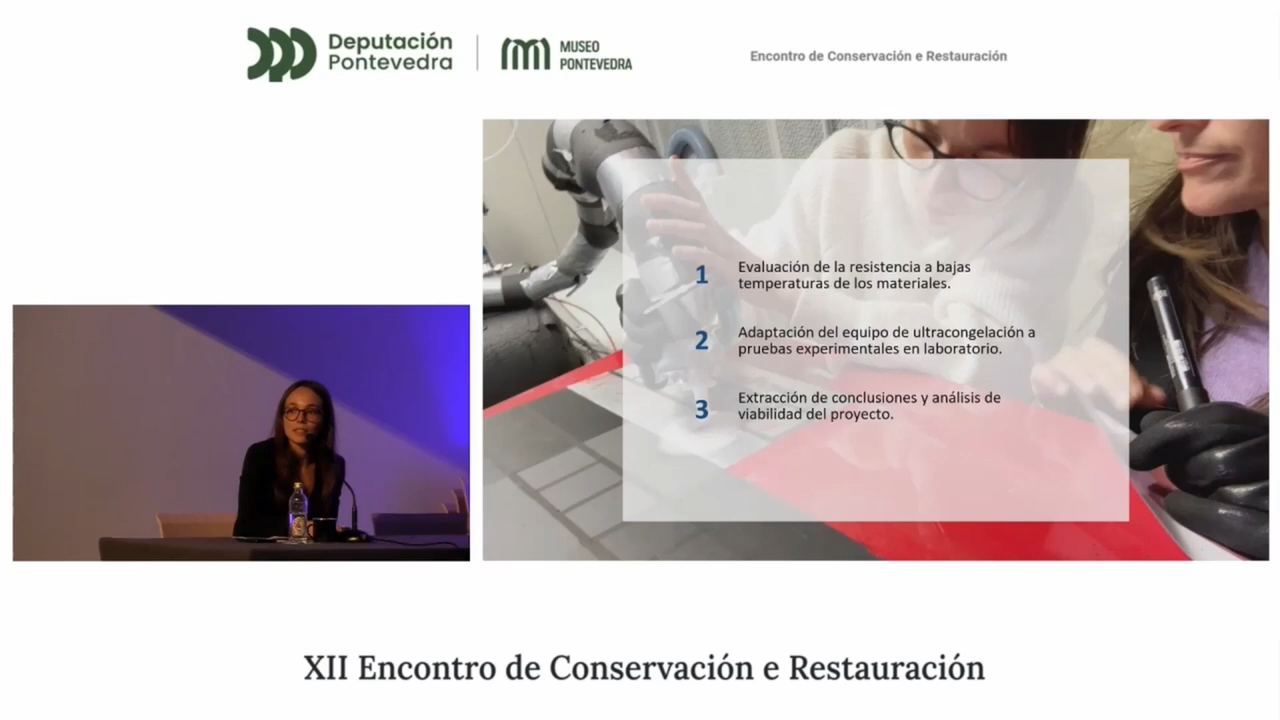 Deputación
Pontevedra
MUSEO
PONTEVEDRA
Encontro de Conservación e Restauración
1 Evaluación de la resistencia a bajas
temperaturas de los materiales.
2 Adaptación del equipo de ultracongelación a
pruebas experimentales en laboratorio.
3 Extracción de conclusiones y análisis de
viabilidad del proyecto.
XII Encontro de Conservación e Restauración